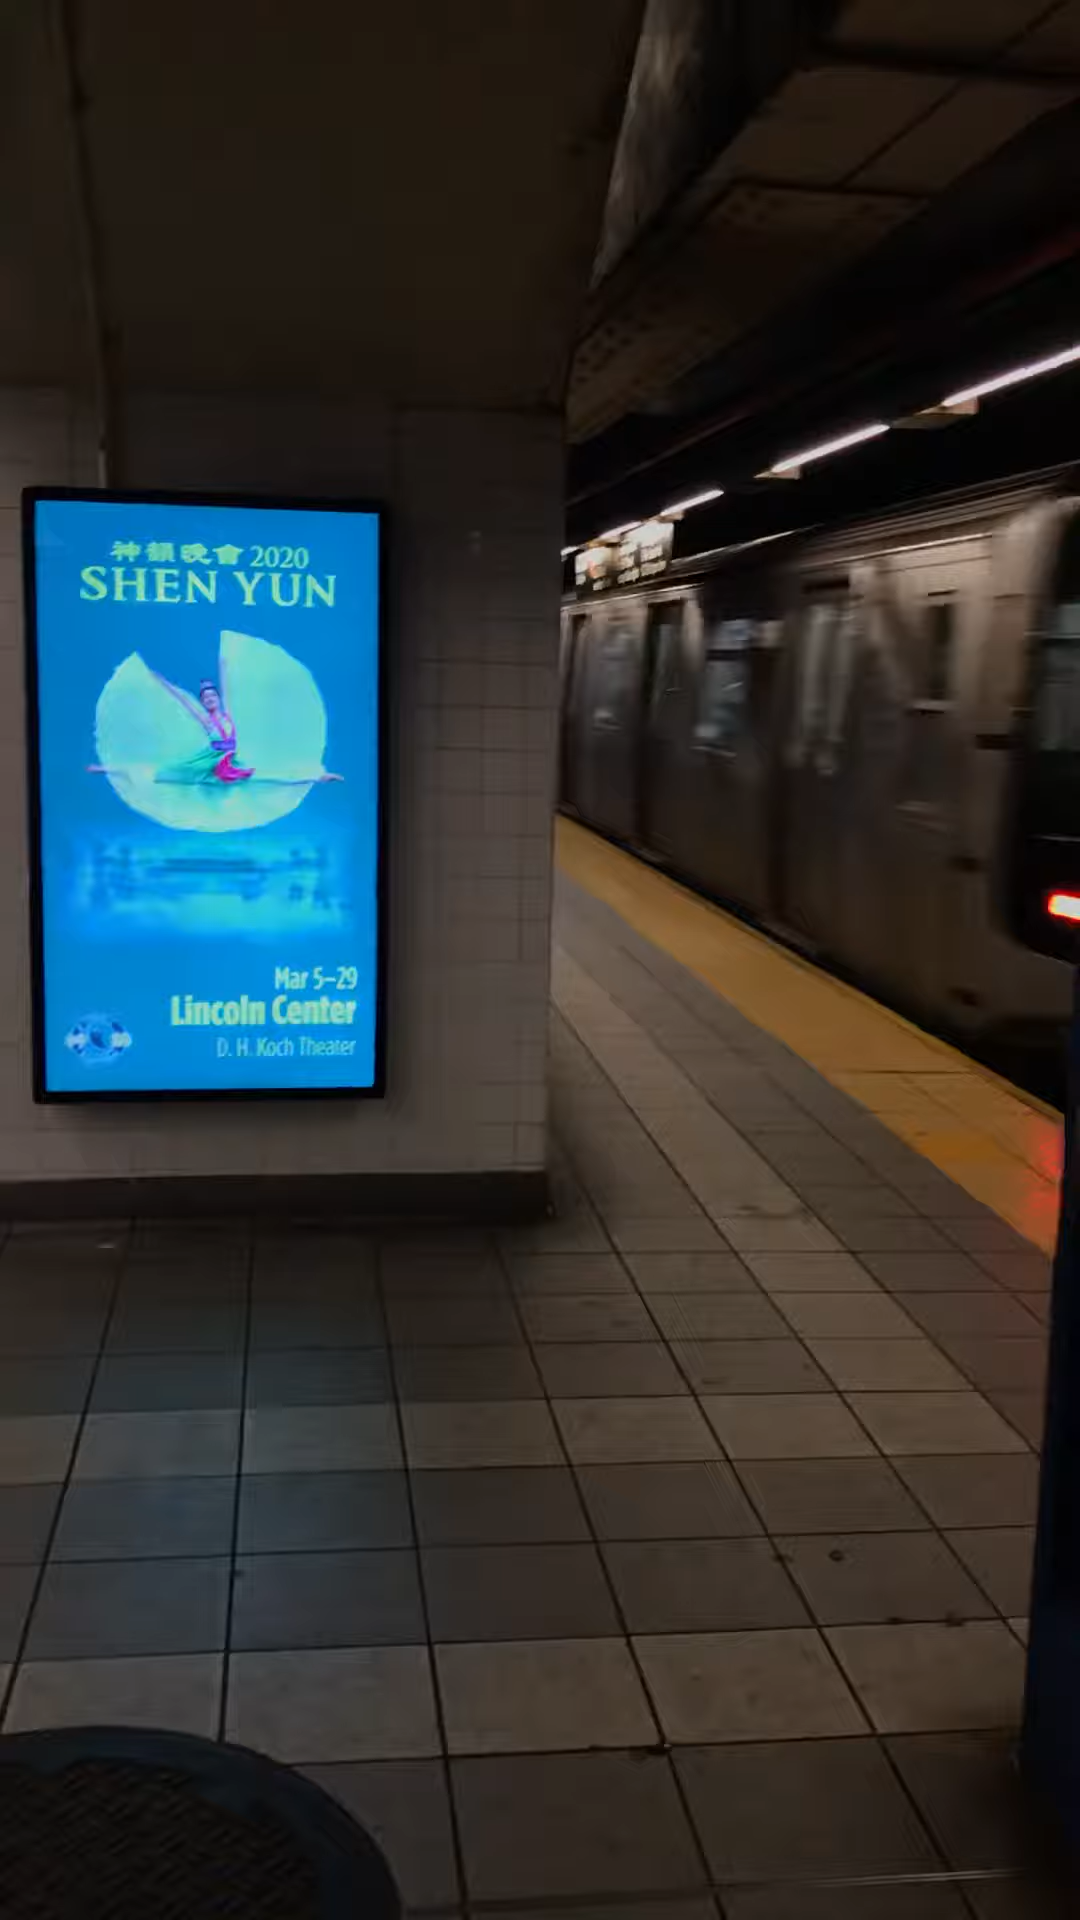 神韻晚會 2020
SHEN YUN
Mar 5–29
Lincoln Center
D. H. Koch Theater